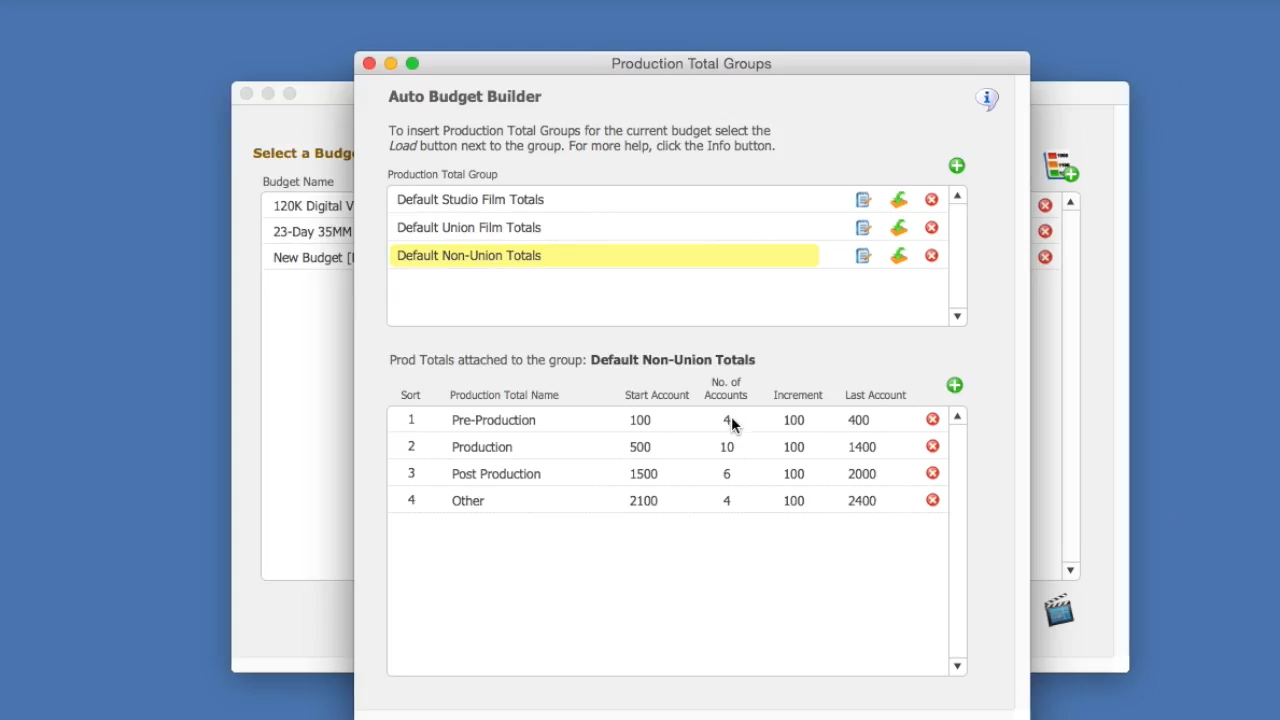 Production Total Groups
Auto Budget Builder
To insert Production Total Groups for the current budget select the
Load button next to the group. For more help, click the Info button.
Select a Budg
Budget Name
120K Digital V
23-Day 35MM
New Budget [
Production Total Group
Default Studio Film Totals
Default Union Film Totals
Default Non-Union Totals
Prod Totals attached to the group: Default Non-Union Totals
Sort Production Total Name Start Account No. of Accounts Increment Last Account
1 Pre-Production 100 4 100 400
2 Production 500 10 100 1400
3 Post Production 1500 6 100 2000
4 Other 2100 4 100 2400